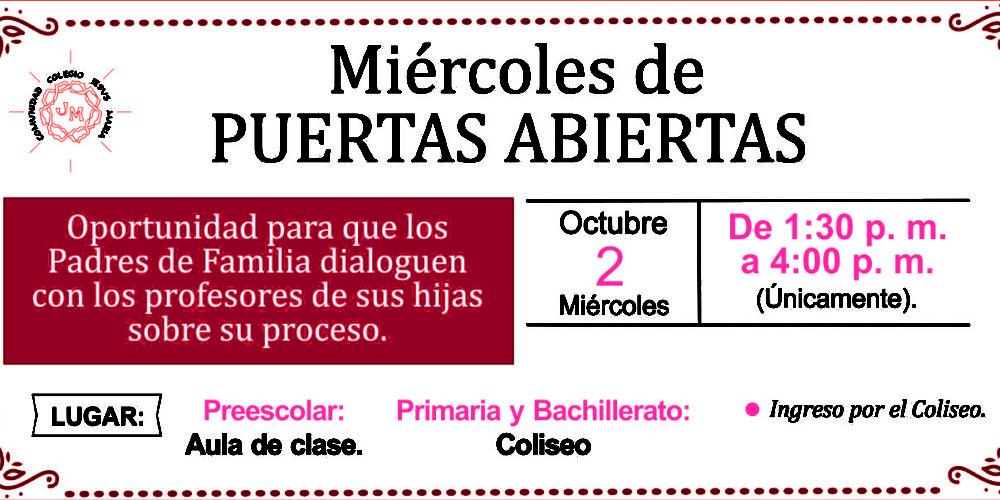 COMUNIDAD COLEGIO JESUS MARIA
JM
Miércoles de
PUERTAS ABIERTAS
Oportunidad para que los
Padres de Familia dialoguen
con los profesores de sus hijas
sobre su proceso.
Octubre
2
Miércoles
De 1:30 p. m.
a 4:00 p. m.
(Únicamente).
LUGAR:
Preescolar:
Aula de clase.
Primaria y Bachillerato:
Coliseo
• Ingreso por el Coliseo.